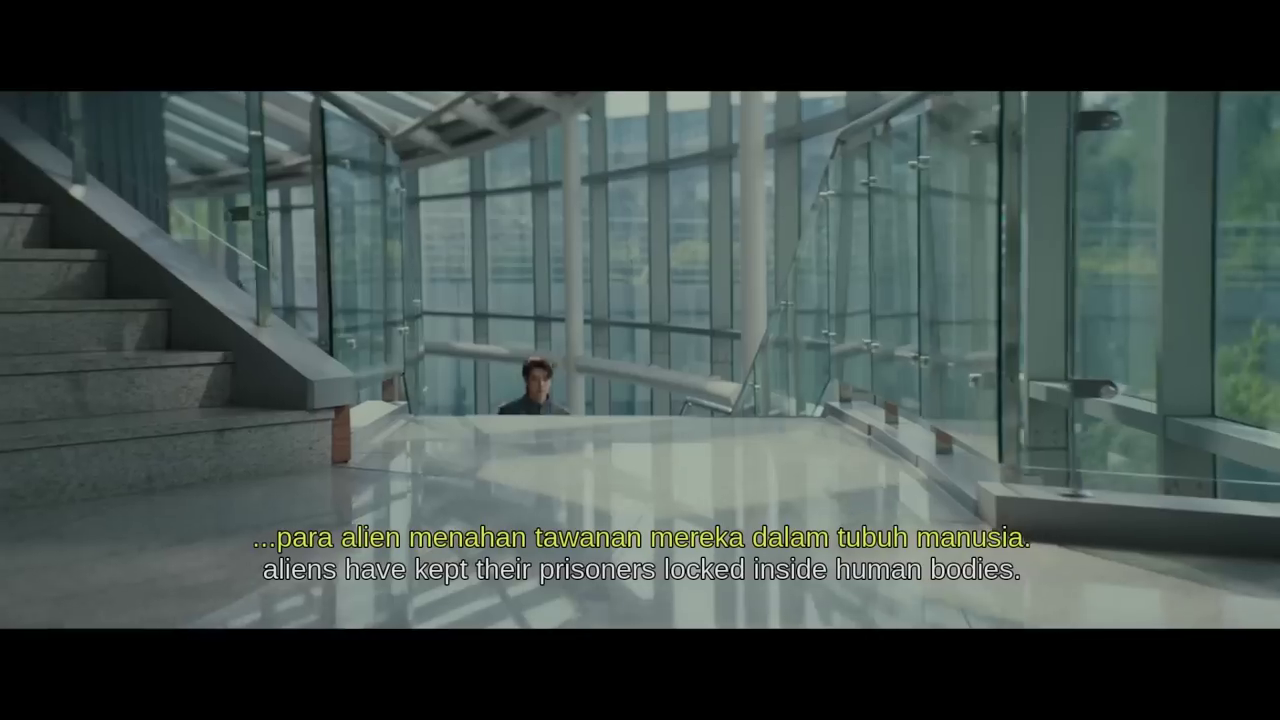 ...para alien menahan tawanan mereka dalam tubuh manusia.
aliens have kept their prisoners locked inside human bodies.